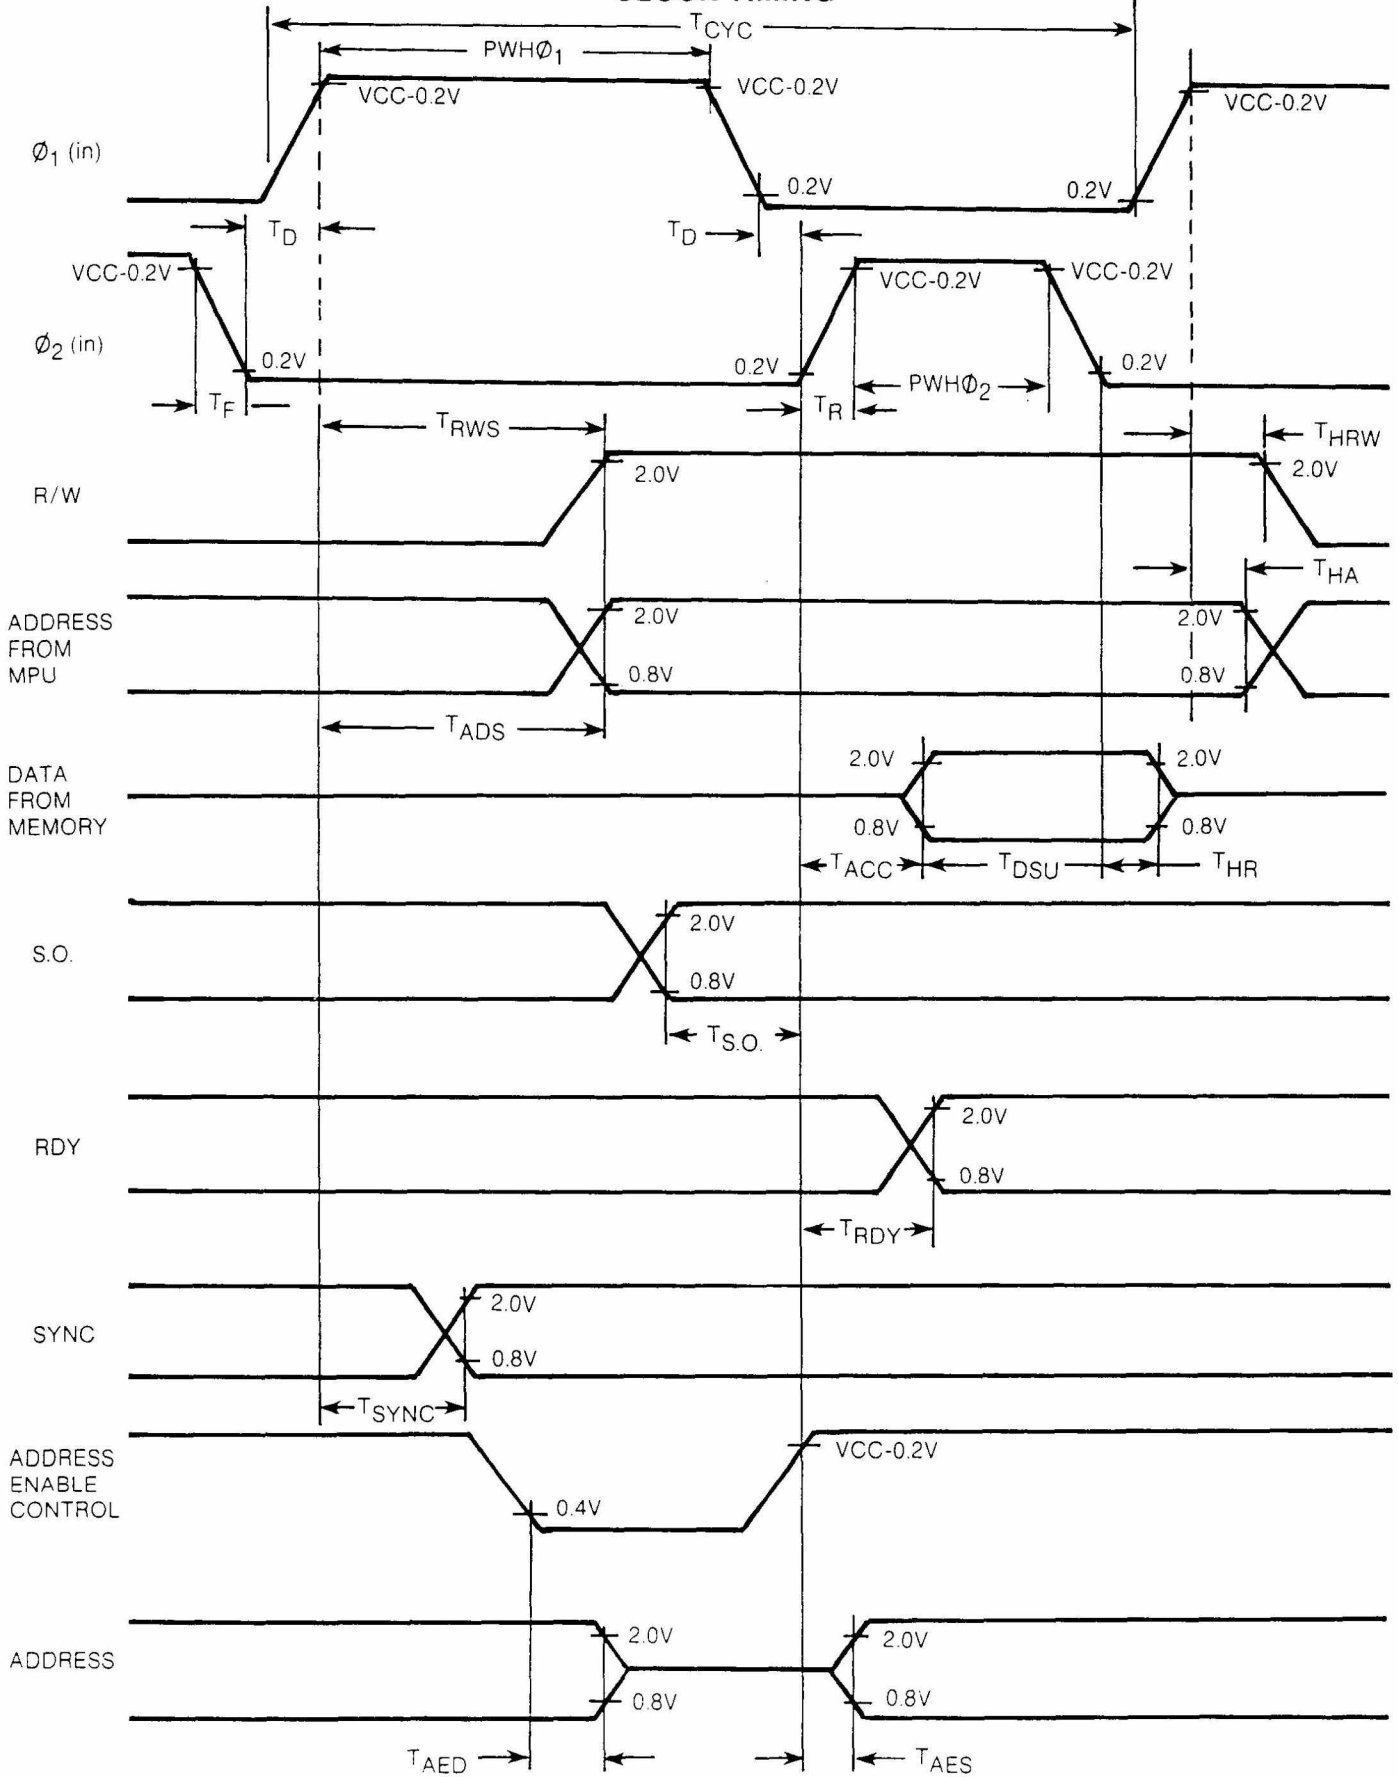 T CYC
PWHØ1
VCC-0.2V
VCC-0.2V
VCC-0.2V
Ø1 (in)
0.2V
0.2V
TD
TD
VCC-0.2V
VCC-0.2V
VCC-0.2V
Ø2 (in)
0.2V
0.2V
0.2V
TF
TR
PWHØ2
TRWS
THRW
R/W
2.0V
2.0V
THA
ADDRESS
FROM
MPU
2.0V
2.0V
0.8V
0.8V
TADS
DATA
FROM
MEMORY
2.0V
2.0V
0.8V
0.8V
TACC
TDSU
THR
S.O.
2.0V
0.8V
TS.O.
RDY
2.0V
0.8V
TRDY
SYNC
2.0V
0.8V
TSYNC
ADDRESS
ENABLE
CONTROL
VCC-0.2V
0.4V
ADDRESS
2.0V
2.0V
0.8V
0.8V
TAED
TAES